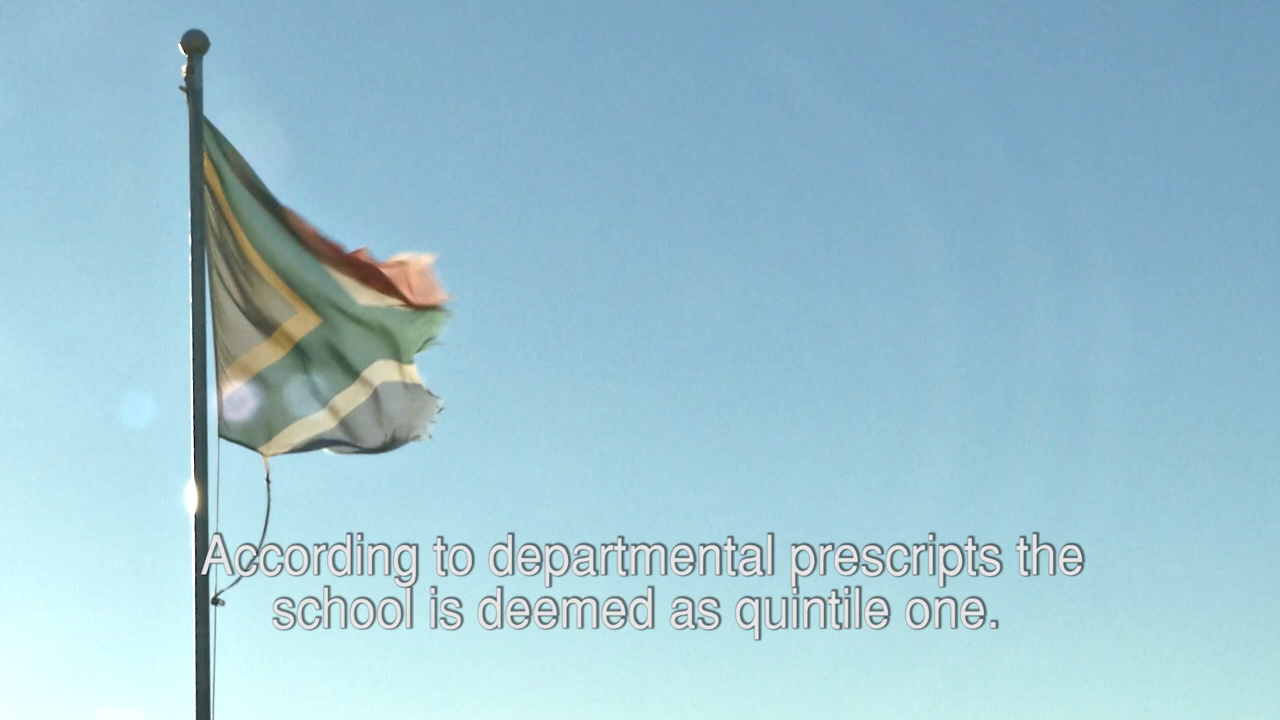 According to departmental prescripts the
school is deemed as quintile one.